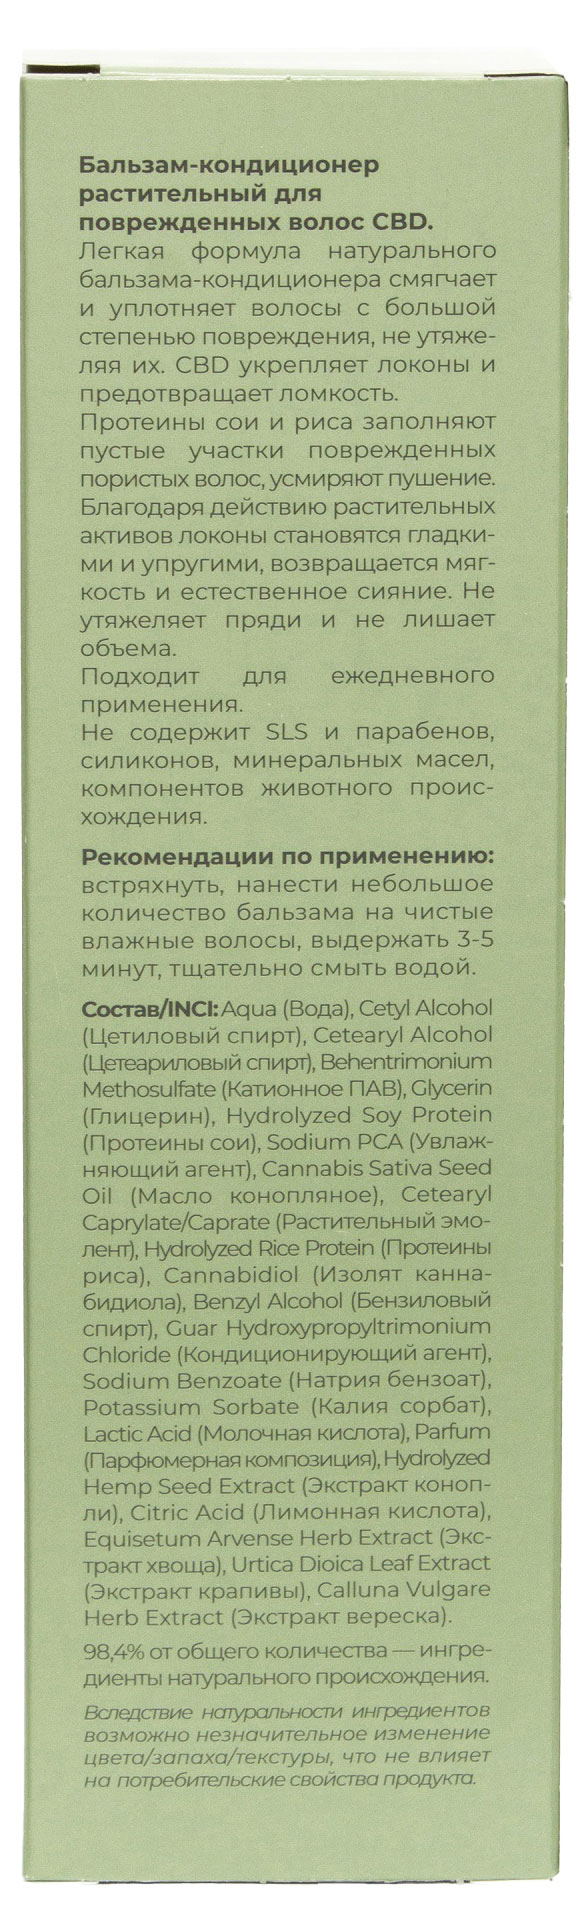 Бальзам-кондиционер
растительный для
поврежденных волос CBD.
Легкая формула натурального
бальзама-кондиционера смягчает
и уплотняет волосы с большой
степенью повреждения, не утяже-
ляя их. CBD укрепляет локоны и
предотвращает ломкость.
Протеины сои и риса заполняют
пустые участки поврежденных
пористых волос, усмиряют пушение.
Благодаря действию растительных
активов локоны становятся гладки-
ми и упругими, возвращается мяг-
кость и естественное сияние. Не
утяжеляет пряди и не лишает
объема.
Подходит для ежедневного
применения.
Не содержит SLS и парабенов,
силиконов, минеральных масел,
компонентов животного проис-
хождения.
Рекомендации по применению:
встряхнуть, нанести небольшое
количество бальзама на чистые
влажные волосы, выдержать 3-5
минут, тщательно смыть водой.
Состав/INCI: Aqua (Вода), Cetyl Alcohol
(Цетиловый спирт), Cetearyl Alcohol
(Цетеариловый спирт), Behentrimonium
Methosulfate (Катионное ПАВ), Glycerin
(Глицерин), Hydrolyzed Soy Protein
(Протеины сои), Sodium PCA (Увлаж-
няющий агент), Cannabis Sativa Seed
Oil (Масло конопляное), Cetearyl
Caprylate/Caprate (Растительный эмо-
лент), Hydrolyzed Rice Protein (Протеины
риса), Cannabidiol (Изолят канна-
бидиола), Benzyl Alcohol (Бензиловый
спирт), Guar Hydroxypropyltrimonium
Chloride (Кондиционирующий агент),
Sodium Benzoate (Натрия бензоат),
Potassium Sorbate (Калия сорбат),
Lactic Acid (Молочная кислота), Parfum
(Парфюмерная композиция), Hydrolyzed
Hemp Seed Extract (Экстракт коноп-
ли), Citric Acid (Лимонная кислота),
Equisetum Arvense Herb Extract (Экс-
тракт хвоща), Urtica Dioica Leaf Extract
(Экстракт крапивы), Calluna Vulgare
Herb Extract (Экстракт вереска).
98,4% от общего количества — ингре-
диенты натурального происхождения.
Вследствие натуральности ингредиентов
возможно незначительное изменение
цвета/запаха/текстуры, что не влияет
на потребительские свойства продукта.